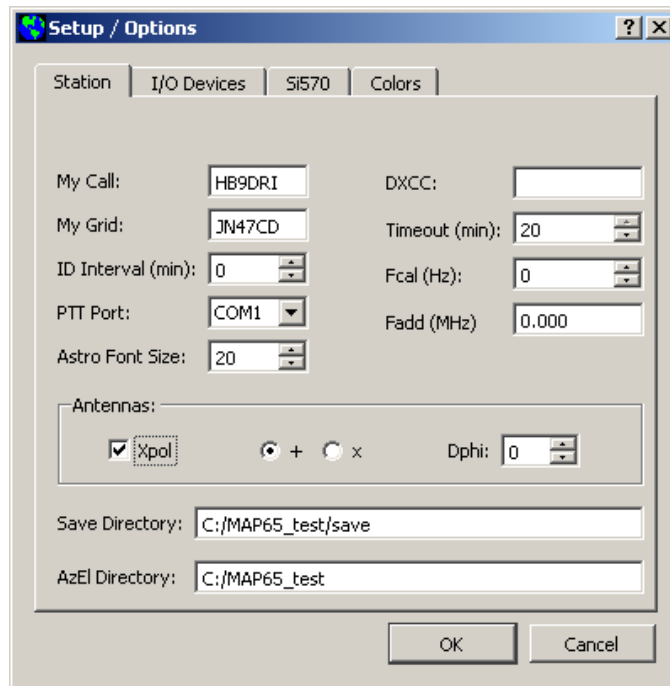 Setup / Options
Station I/O Devices Si570 Colors
My Call: HB9DRI DXCC:
My Grid: JN47CD Timeout (min): 20
ID Interval (min): 0 Fcal (Hz): 0
PTT Port: COM1 Fadd (MHz) 0.000
Astro Font Size: 20
Antennas:
Xpol + x Dphi: 0
Save Directory: C:/MAP65_test/save
AzEl Directory: C:/MAP65_test
OK Cancel